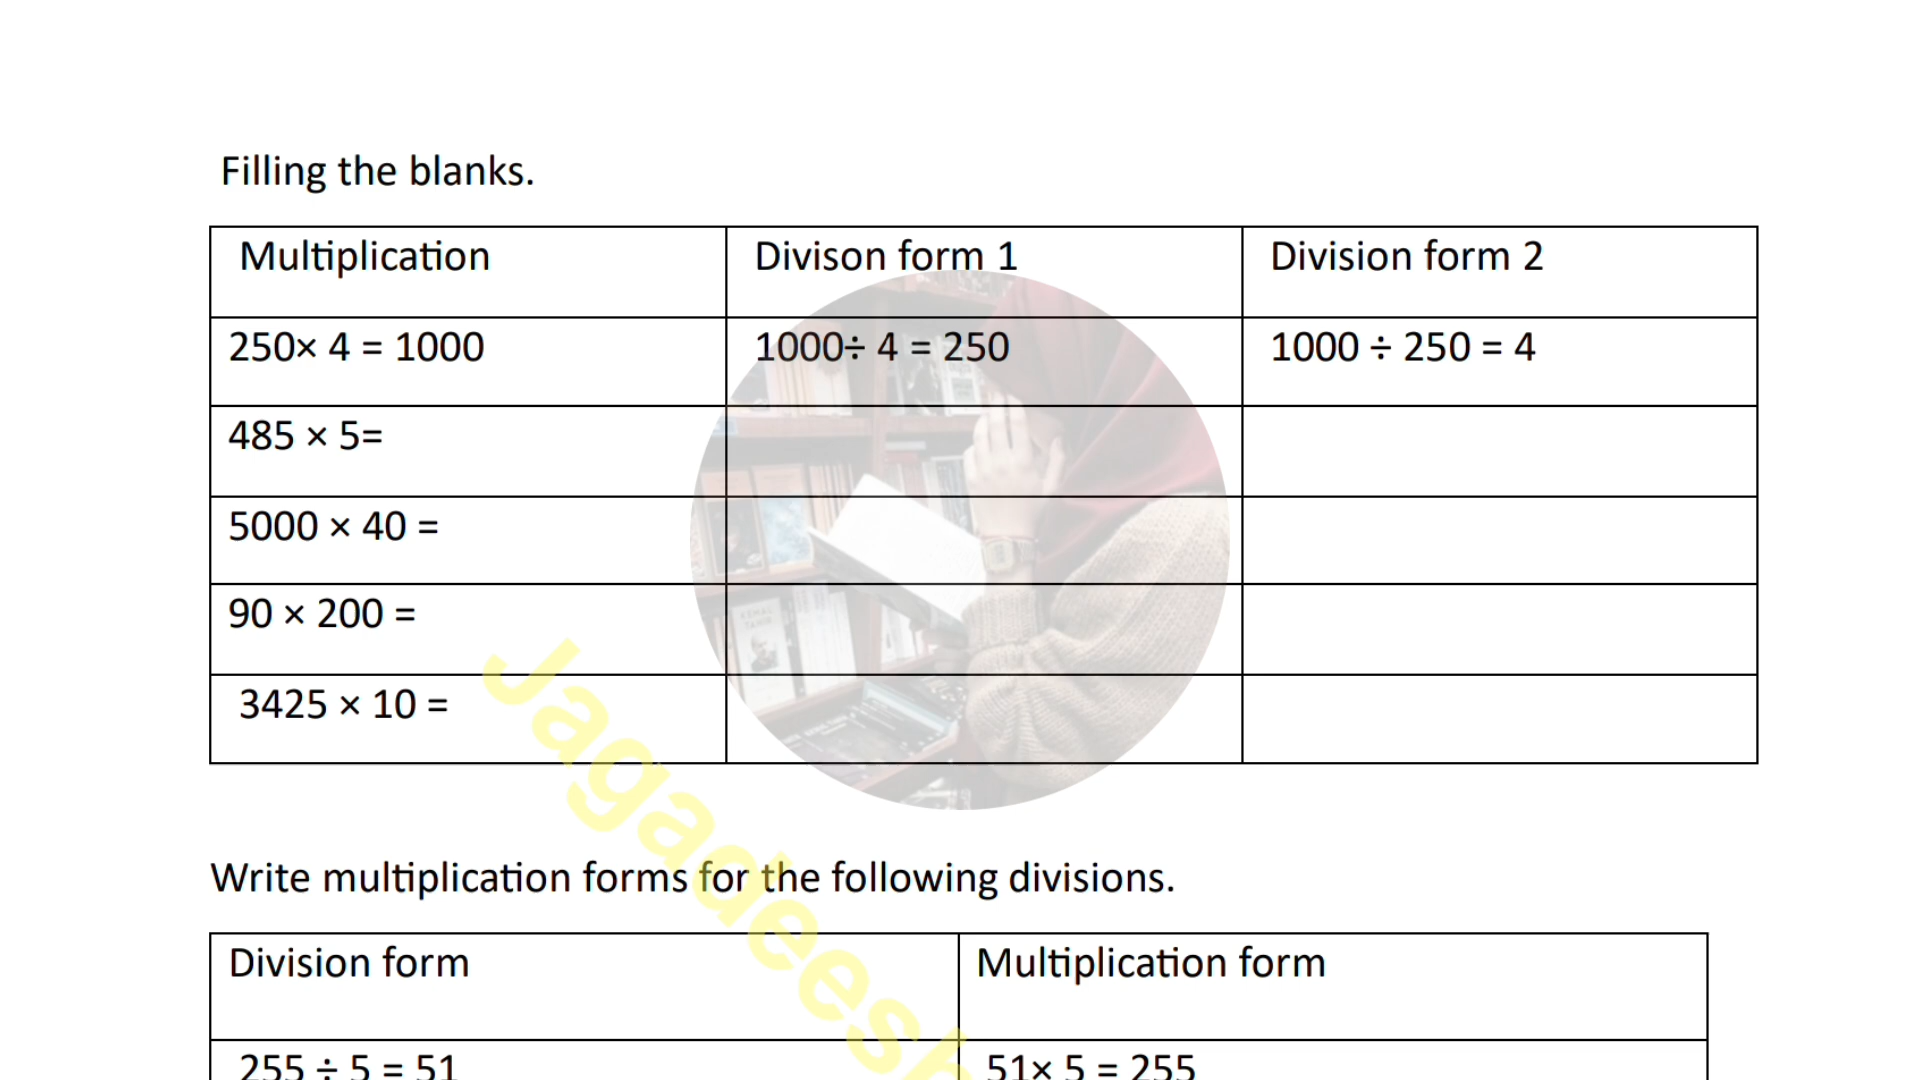 Filling the blanks.
Multiplication Divison form 1 Division form 2
250× 4 = 1000 1000÷ 4 = 250 1000 ÷ 250 = 4
485 × 5=
5000 × 40 =
90 × 200 =
3425 × 10 =
Write multiplication forms for the following divisions.
Division form Multiplication form
255 ÷ 5 = 51 51× 5 = 255
Jagadeesh